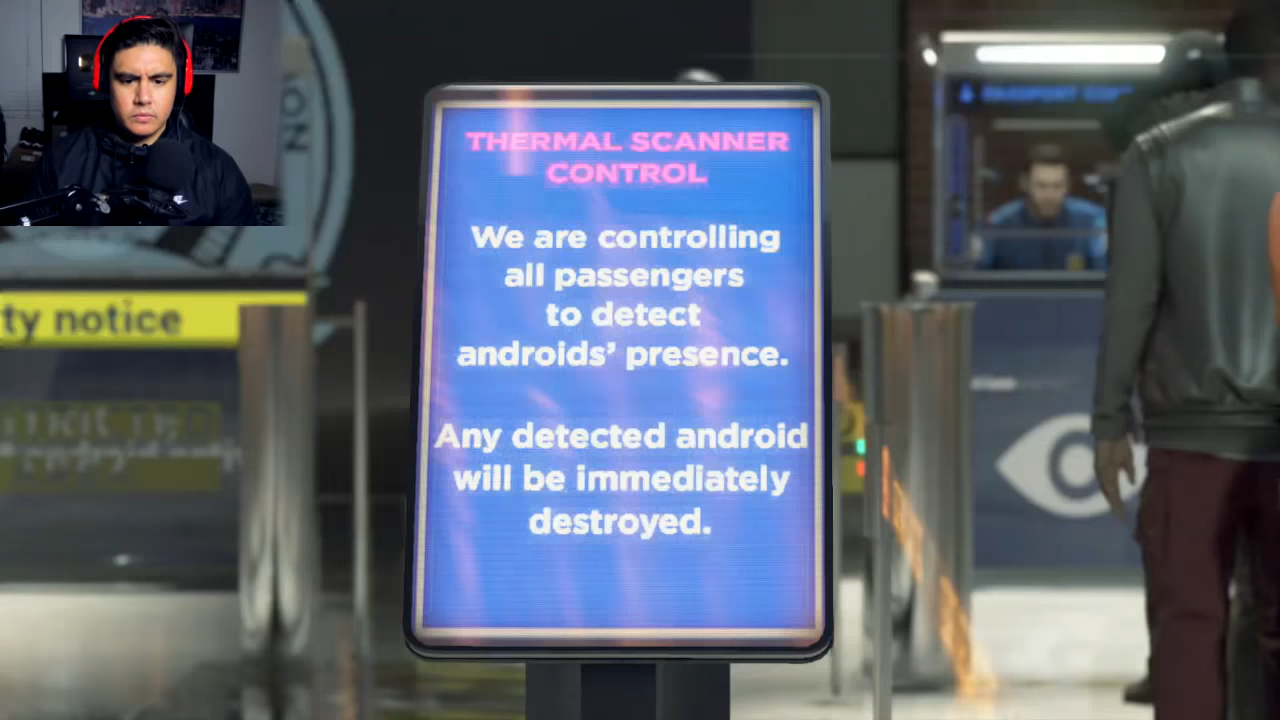 THERMAL SCANNER
CONTROL
We are controlling
all passengers
to detect
androids' presence.
Any detected android
will be immediately
destroyed.
ty notice
PASSPORT